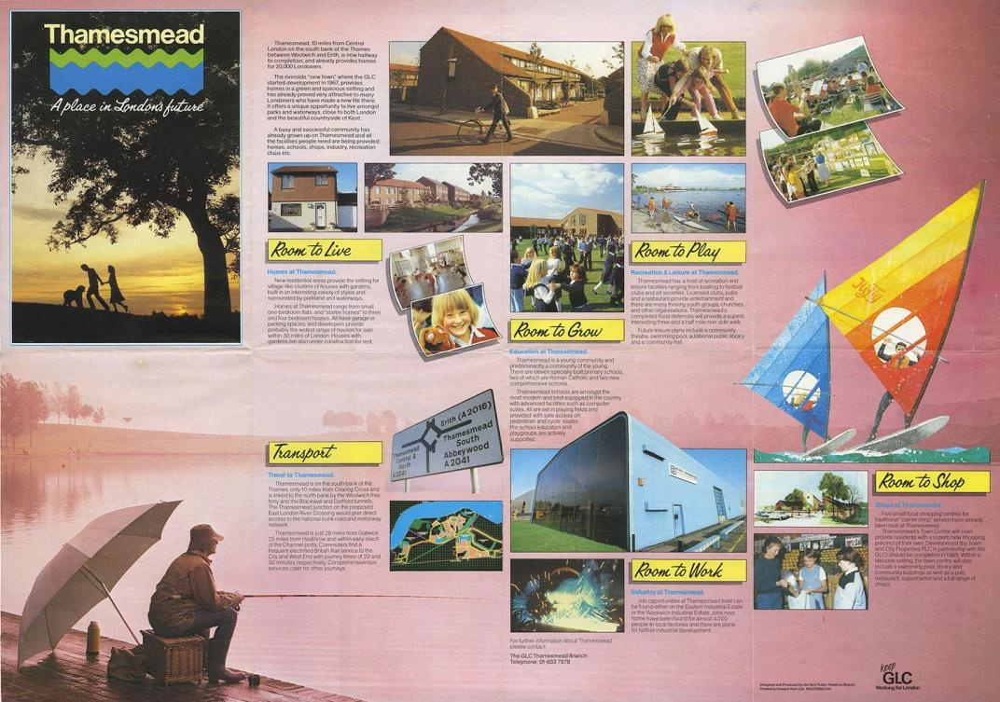 Thamesmead
A place in London's future
Thamesmead, 10 miles from Central
London on the south bank of the Thames
between Woolwich and Erith, is now halfway
to completion, and already provides homes
for 20,000 Londoners.
The riverside "new town", where the GLC
started development in 1967, provides
homes in a green and spacious setting and
has already proved very attractive to many
Londoners who have made a new life there.
It offers a unique opportunity to live amongst
parks and waterways, close to both London
and the beautiful countryside of Kent.
A busy and successful community has
already grown up on Thamesmead and all
the facilities people need are being provided:
homes, schools, shops, industry, recreation
clubs etc.
Room to Live
Homes at Thamesmead.
New residential areas provide the setting for
village-like clusters of houses with gardens,
built in an interesting variety of styles and
surrounded by parkland and waterways.
Homes at Thamesmead range from small
one-bedroom flats and "starter homes" to three
and four bedroom houses. All have garage or
parking spaces; and developers provide
probably the widest range of houses for sale
within 30 miles of London. Houses with
gardens are also under construction for rent.
Transport
Travel to Thamesmead.
Thamesmead is on the south bank of the
Thames, only 10 miles from Charing Cross and
is linked to the north bank by the Woolwich free
ferry and the Blackwall and Dartford tunnels.
The Thamesmead junction on the proposed
East London River Crossing would give direct
access to the national trunk road and motorway
network.
Thamesmead is just 28 miles from Gatwick,
25 miles from Heathrow and within easy reach
of the Channel ports. Commuters find a
frequent electrified British Rail service to the
City and West End with journey times of 20 and
30 minutes respectively. Comprehensive bus
services cater for other journeys.
Erith (A2016)
Thamesmead
South
Abbeywood
A2041
Thamesmead
Central &
North
A2041
Room to Grow
Education at Thamesmead.
Thamesmead is a young community and
predominantly a community of the young.
There are eleven specially built primary schools,
two of which are Roman Catholic and two new
comprehensive schools.
Thamesmead schools are amongst the
most modern and best equipped in the country
with advanced facilities such as computer
suites. All are set in playing fields and
provided with safe access on
pedestrian and cycle routes.
Pre-school education and
playgroups are actively
supported.
Room to Play
Recreation & Leisure at Thamesmead.
Thamesmead has a host of recreation and
leisure facilities ranging from boating to football
clubs and art societies. Licensed clubs, pubs
and a restaurant provide entertainment and
there are many thriving youth groups, churches
and other organisations. Thamesmead's
completed flood defences will provide a superb
interesting three and a half mile river side walk.
Future leisure plans include a community
theatre, swimming pool, additional public library
and a community hall.
Room to Work
Industry at Thamesmead.
Job opportunities at Thamesmead itself can
be found either on the Eastern Industrial Estate
or the Woolwich Industrial Estate. Jobs near
home have been found for almost 4,000
people in local factories and there are plans
for further industrial development.
For further information about Thamesmead
please contact
The GLC Thamesmead Branch
Telephone: 01-633 7578
Room to Shop
Shops at Thamesmead.
Five small local shopping centres for
traditional "corner shop" service have already
been built at Thamesmead.
Thamesmead's Town Centre will soon
provide residents with a superb new shopping
precinct of their own. Development (by Town
and City Properties PLC in partnership with the
GLC) should be completed in 1985. Within a
lakeside setting, the town centre will also
include a swimming pool, library and
community buildings as well as a pub,
restaurant, supermarket and a full range of
shops.
Designed and Produced by the GLC Public Relations Branch
Printed by Howard Hunt Ltd.
keep
GLC
Working for London